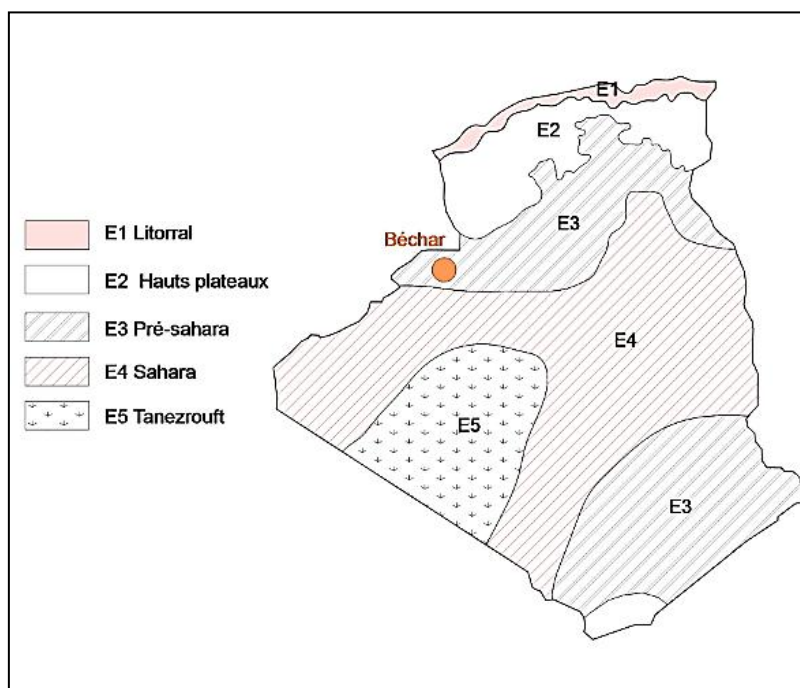 E1
E2
E3
Béchar
E4
E5
E3
E1 Litorral
E2 Hauts plateaux
E3 Pré-sahara
E4 Sahara
E5 Tanezrouft